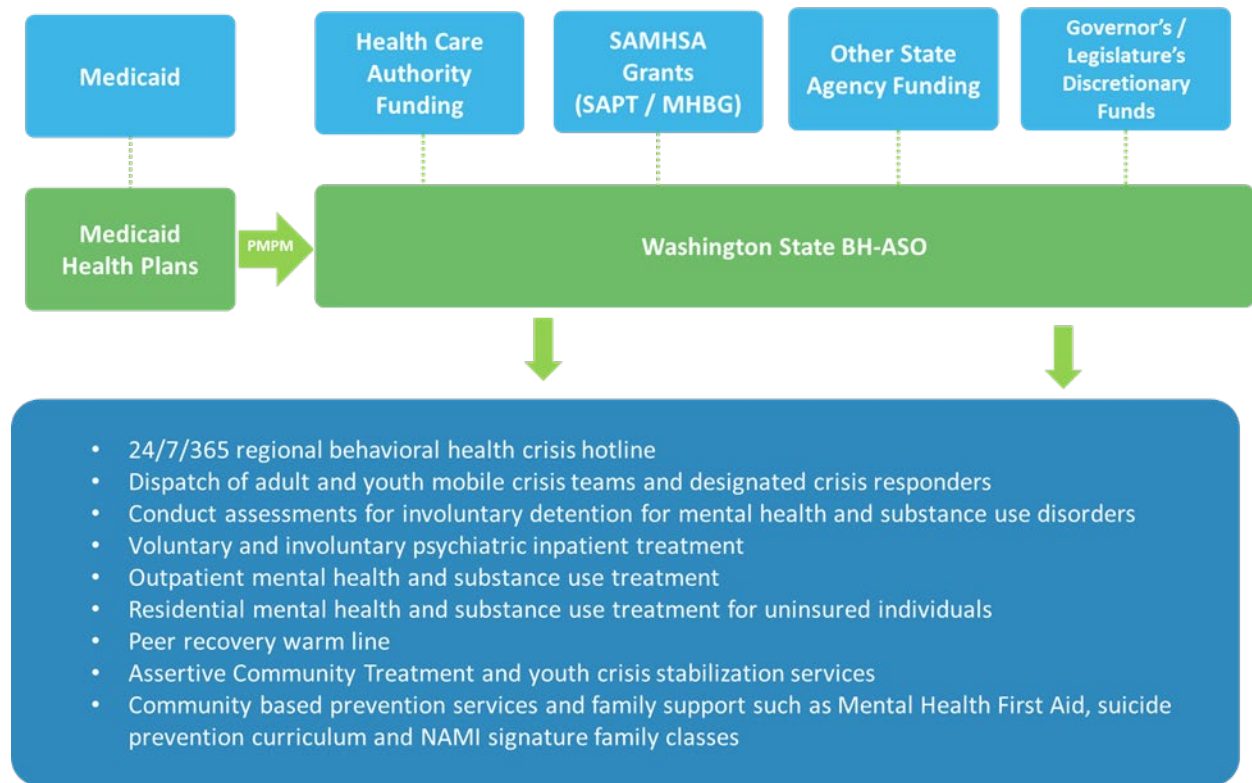 Medicaid
Health Care
Authority
Funding
SAMHSA
Grants
(SAPT / MHBG)
Other State
Agency Funding
Governor's /
Legislature's
Discretionary
Funds
Medicaid
Health Plans
PMPM
Washington State BH-ASO
• 24/7/365 regional behavioral health crisis hotline
• Dispatch of adult and youth mobile crisis teams and designated crisis responders
• Conduct assessments for involuntary detention for mental health and substance use disorders
• Voluntary and involuntary psychiatric inpatient treatment
• Outpatient mental health and substance use treatment
• Residential mental health and substance use treatment for uninsured individuals
• Peer recovery warm line
• Assertive Community Treatment and youth crisis stabilization services
• Community based prevention services and family support such as Mental Health First Aid, suicide
prevention curriculum and NAMI signature family classes